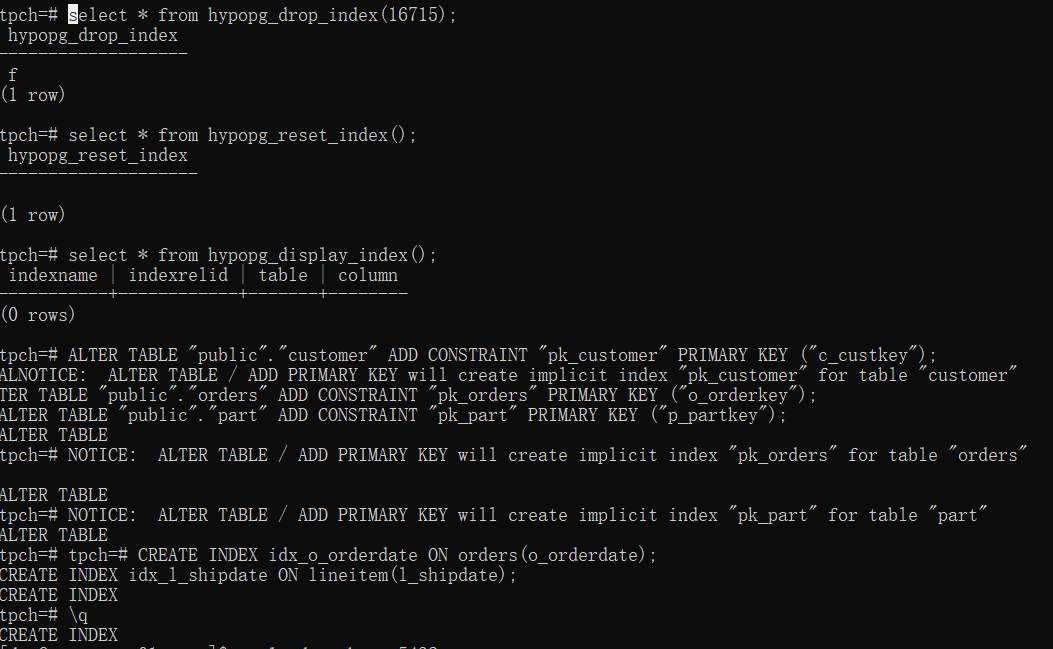 tpch=# select * from hypopg_drop_index(16715);
hypopg_drop_index
-------------------
f
(1 row)
tpch=# select * from hypopg_reset_index();
hypopg_reset_index
--------------------
(1 row)
tpch=# select * from hypopg_display_index();
indexname | indexrelid | table | column
-----------+------------+-------+--------
(0 rows)
tpch=# ALTER TABLE "public"."customer" ADD CONSTRAINT "pk_customer" PRIMARY KEY ("c_custkey");
ALNOTICE:  ALTER TABLE / ADD PRIMARY KEY will create implicit index "pk_customer" for table "customer"
TER TABLE "public"."orders" ADD CONSTRAINT "pk_orders" PRIMARY KEY ("o_orderkey");
ALTER TABLE "public"."part" ADD CONSTRAINT "pk_part" PRIMARY KEY ("p_partkey");
ALTER TABLE
tpch=# NOTICE:  ALTER TABLE / ADD PRIMARY KEY will create implicit index "pk_orders" for table "orders"
ALTER TABLE
tpch=# NOTICE:  ALTER TABLE / ADD PRIMARY KEY will create implicit index "pk_part" for table "part"
ALTER TABLE
tpch=# tpch=# CREATE INDEX idx_o_orderdate ON orders(o_orderdate);
CREATE INDEX idx_l_shipdate ON lineitem(l_shipdate);
CREATE INDEX
tpch=# \q
CREATE INDEX